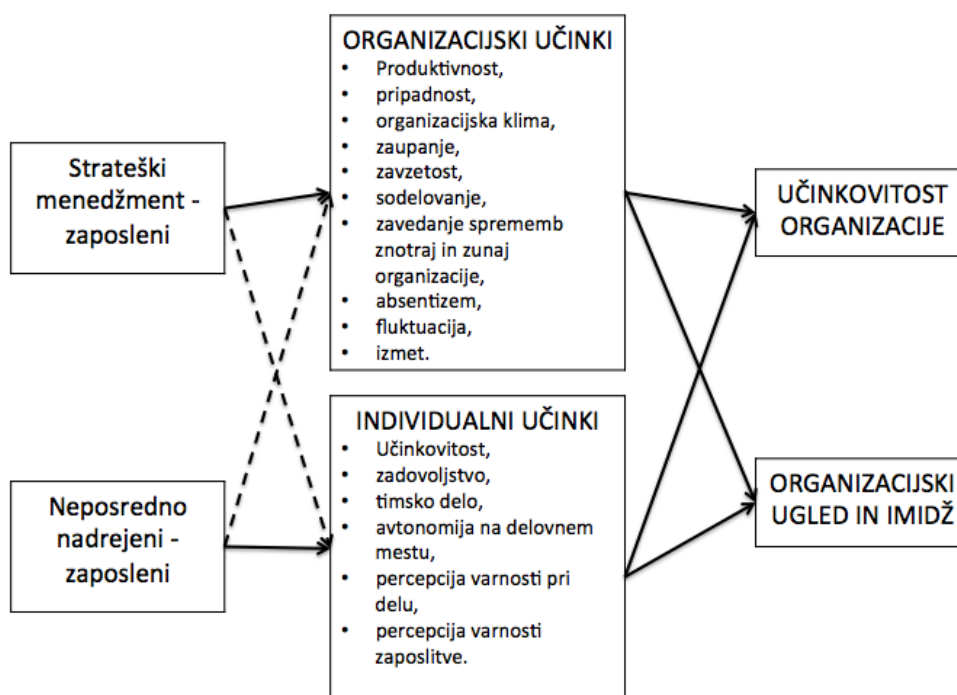 Strateški
menedžment -
zaposleni
Neposredno
nadrejeni -
zaposleni
ORGANIZACIJSKI UČINKI
• Produktivnost,
• pripadnost,
• organizacijska klima,
• zaupanje,
• zavzetost,
• sodelovanje,
• zavedanje sprememb
znotraj in zunaj
organizacije,
• absentizem,
• fluktuacija,
• izmet.
INDIVIDUALNI UČINKI
• Učinkovitost,
• zadovoljstvo,
• timsko delo,
• avtonomija na delovnem
mestu,
• percepcija varnosti pri
delu,
• percepcija varnosti
zaposlitve.
UČINKOVITOST
ORGANIZACIJE
ORGANIZACIJSKI
UGLED IN IMIDŽ